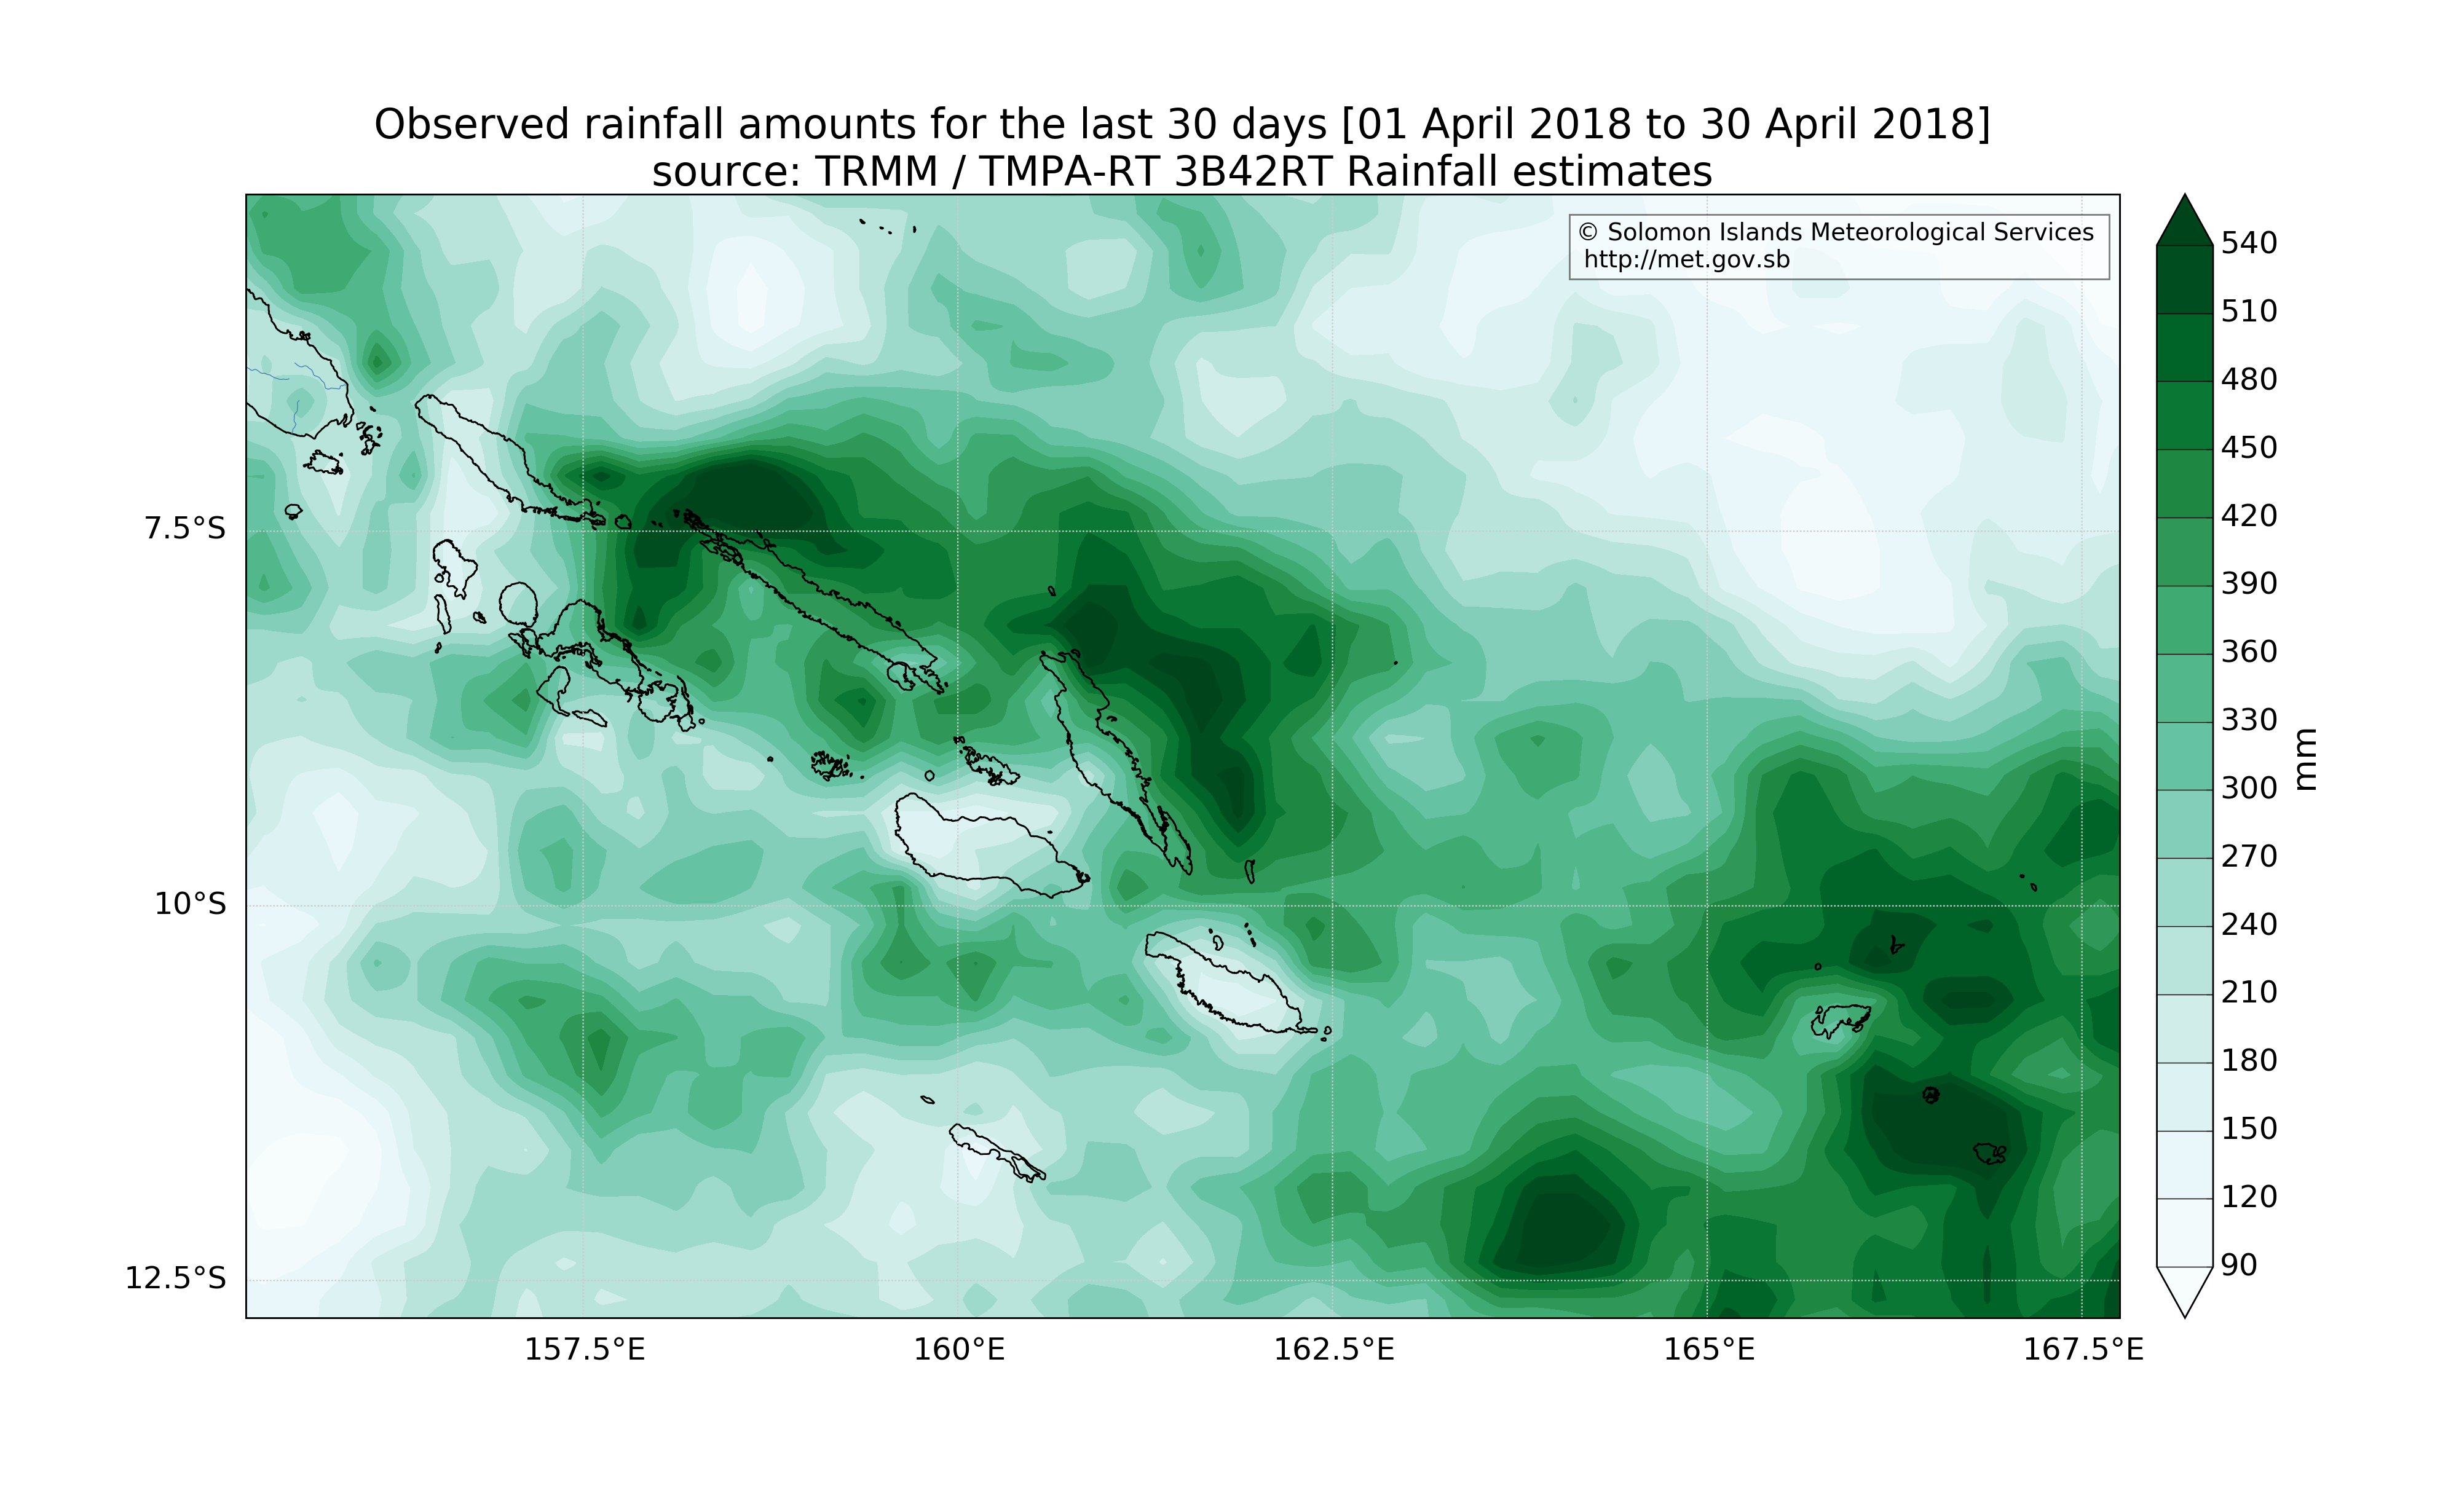 Observed rainfall amounts for the last 30 days [01 April 2018 to 30 April 2018]
source: TRMM / TMPA-RT 3B42RT Rainfall estimates
© Solomon Islands Meteorological Services
http://met.gov.sb
540
510
480
450
420
390
360
330
300
270
240
210
180
150
120
90
mm
7.5°S
10°S
12.5°S
157.5°E
160°E
162.5°E
165°E
167.5°E